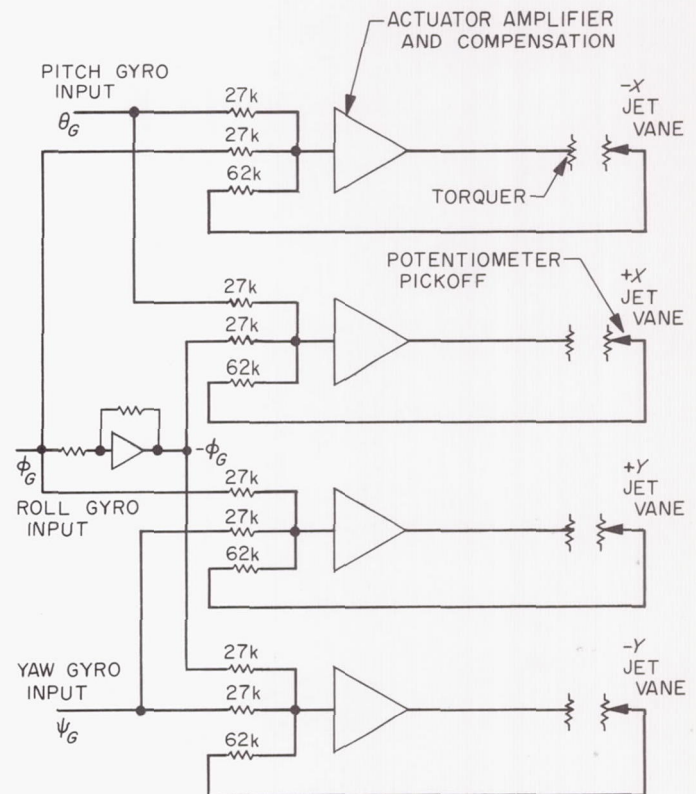 ACTUATOR AMPLIFIER
AND COMPENSATION
PITCH GYRO
INPUT
θG
27k
27k
62k
-X
JET
VANE
TORQUER
POTENTIOMETER
PICKOFF
27k
27k
62k
+X
JET
VANE
-ϕG
ϕG
ROLL GYRO
INPUT
27k
27k
62k
+Y
JET
VANE
YAW GYRO
INPUT
ψG
27k
27k
62k
-Y
JET
VANE